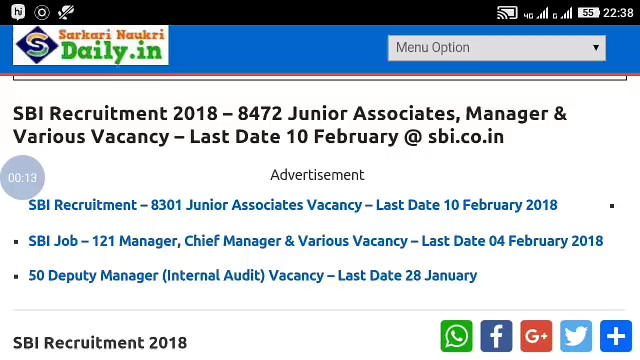 hi
4G
G
55
22:38
Sarkari Naukri
S
Daily.in
Menu Option
SBI Recruitment 2018 – 8472 Junior Associates, Manager &
Various Vacancy – Last Date 10 February @ sbi.co.in
00:13
Advertisement
SBI Recruitment – 8301 Junior Associates Vacancy – Last Date 10 February 2018
SBI Job – 121 Manager, Chief Manager & Various Vacancy – Last Date 04 February 2018
50 Deputy Manager (Internal Audit) Vacancy – Last Date 28 January
SBI Recruitment 2018
f
G+